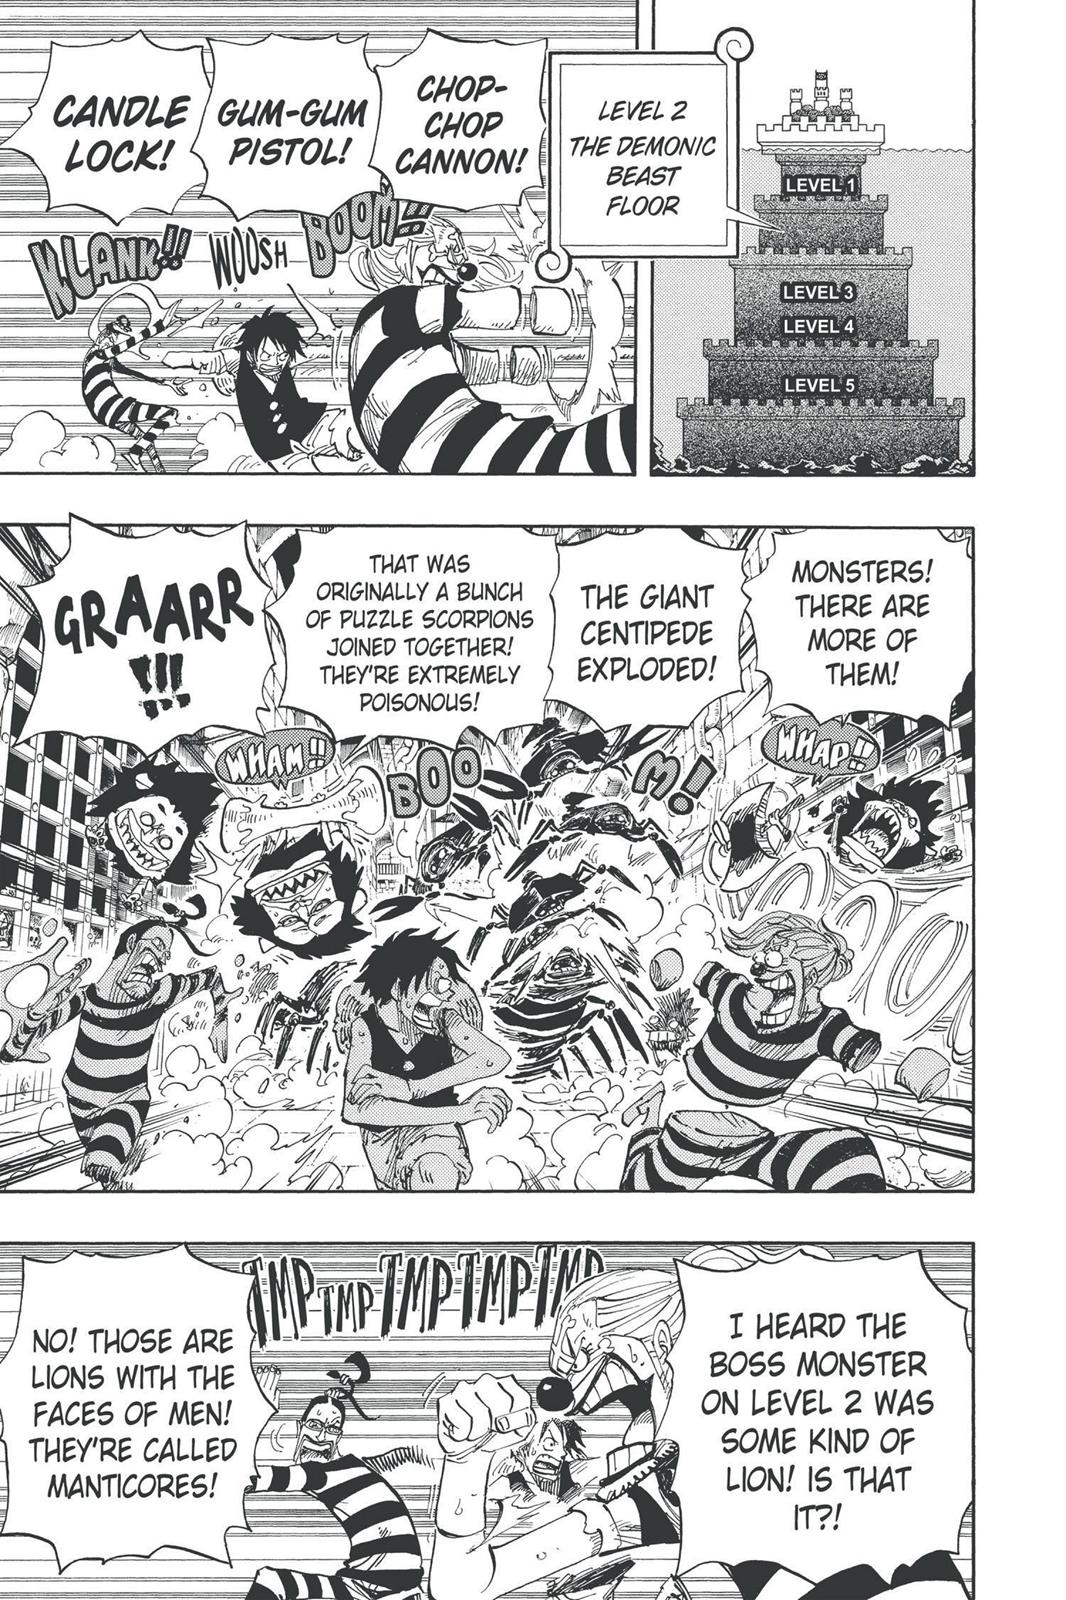 LEVEL 1
LEVEL 3
LEVEL 4
LEVEL 5
LEVEL 2
THE DEMONIC
BEAST
FLOOR
CHOP-
CHOP
CANNON!
GUM-GUM
PISTOL!
CANDLE
LOCK!
BOOM!!
WOOSH
KLANK!!
MONSTERS!
THERE ARE
MORE OF
THEM!
THE GIANT
CENTIPEDE
EXPLODED!
THAT WAS
ORIGINALLY A BUNCH
OF PUZZLE SCORPIONS
JOINED TOGETHER!
THEY'RE EXTREMELY
POISONOUS!
GRAARR
!!!
WHAP!!
BOOM!
WHAM!!
I HEARD THE
BOSS MONSTER
ON LEVEL 2 WAS
SOME KIND OF
LION! IS THAT
IT?!
TMP TMP TMP TMP TMP
NO! THOSE ARE
LIONS WITH THE
FACES OF MEN!
THEY'RE CALLED
MANTICORES!